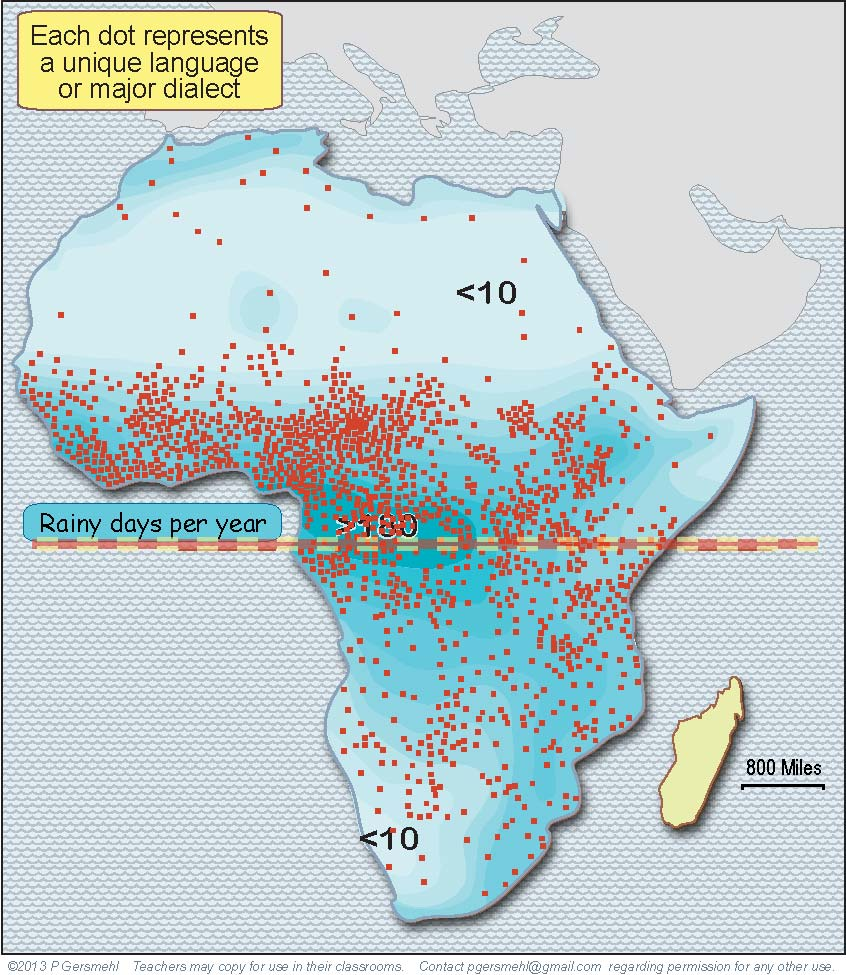 Each dot represents
a unique language
or major dialect
<10
Rainy days per year
>180
800 Miles
<10
©2013 P Gersmehl Teachers may copy for use in their classrooms. Contact pgersmehl@gmail.com regarding permission for any other use.